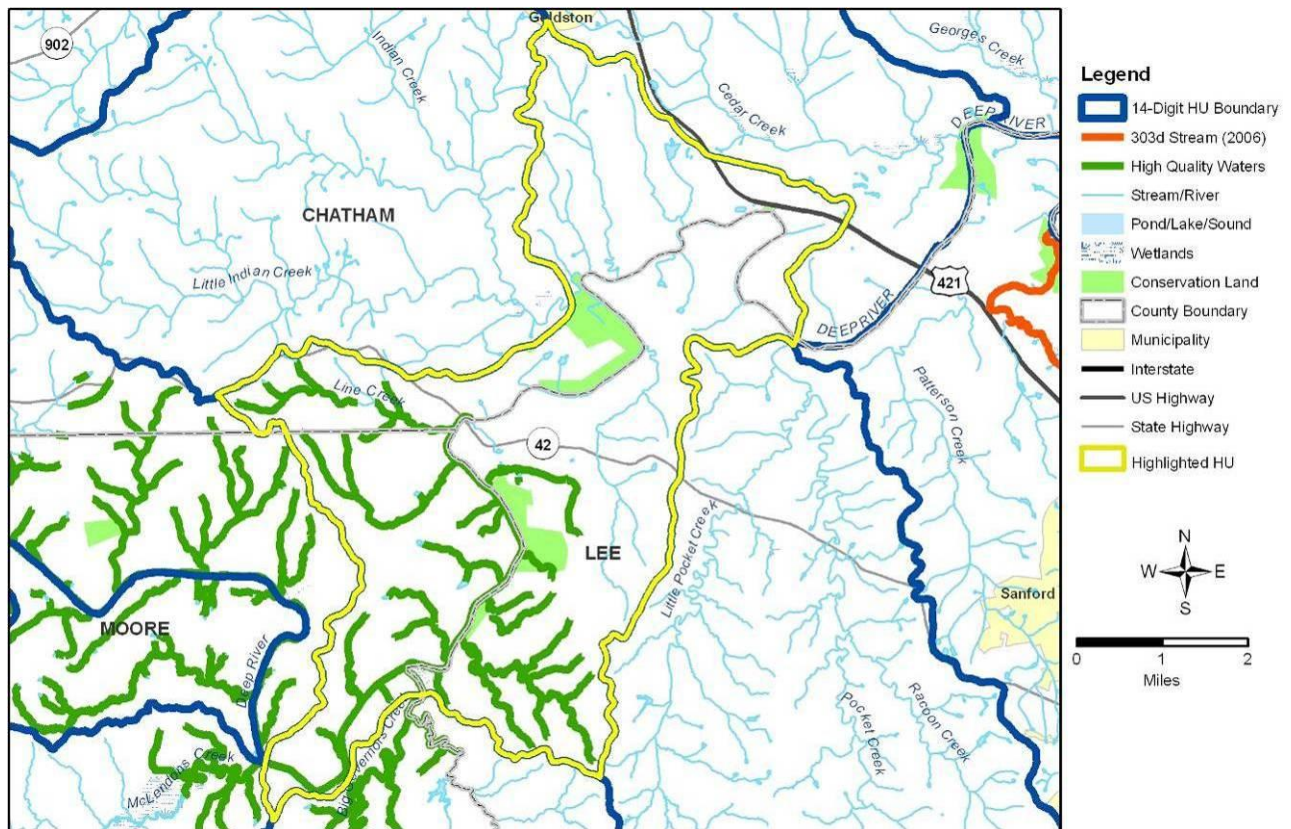 Goldston
902
Indian Creek
Georges Creek
Cedar Creek
DEEP RIVER
CHATHAM
Little Indian Creek
421
DEEP RIVER
Line Creek
Patterson Creek
42
LEE
Little Pocket Creek
Sanford
MOORE
Deep River
Big Governors Creek
Pocket Creek
Racoon Creek
McLendons Creek
Legend
14-Digit HU Boundary
303d Stream (2006)
High Quality Waters
Stream/River
Pond/Lake/Sound
Wetlands
Conservation Land
County Boundary
Municipality
Interstate
US Highway
State Highway
Highlighted HU
N
W E
S
0 1 2
Miles